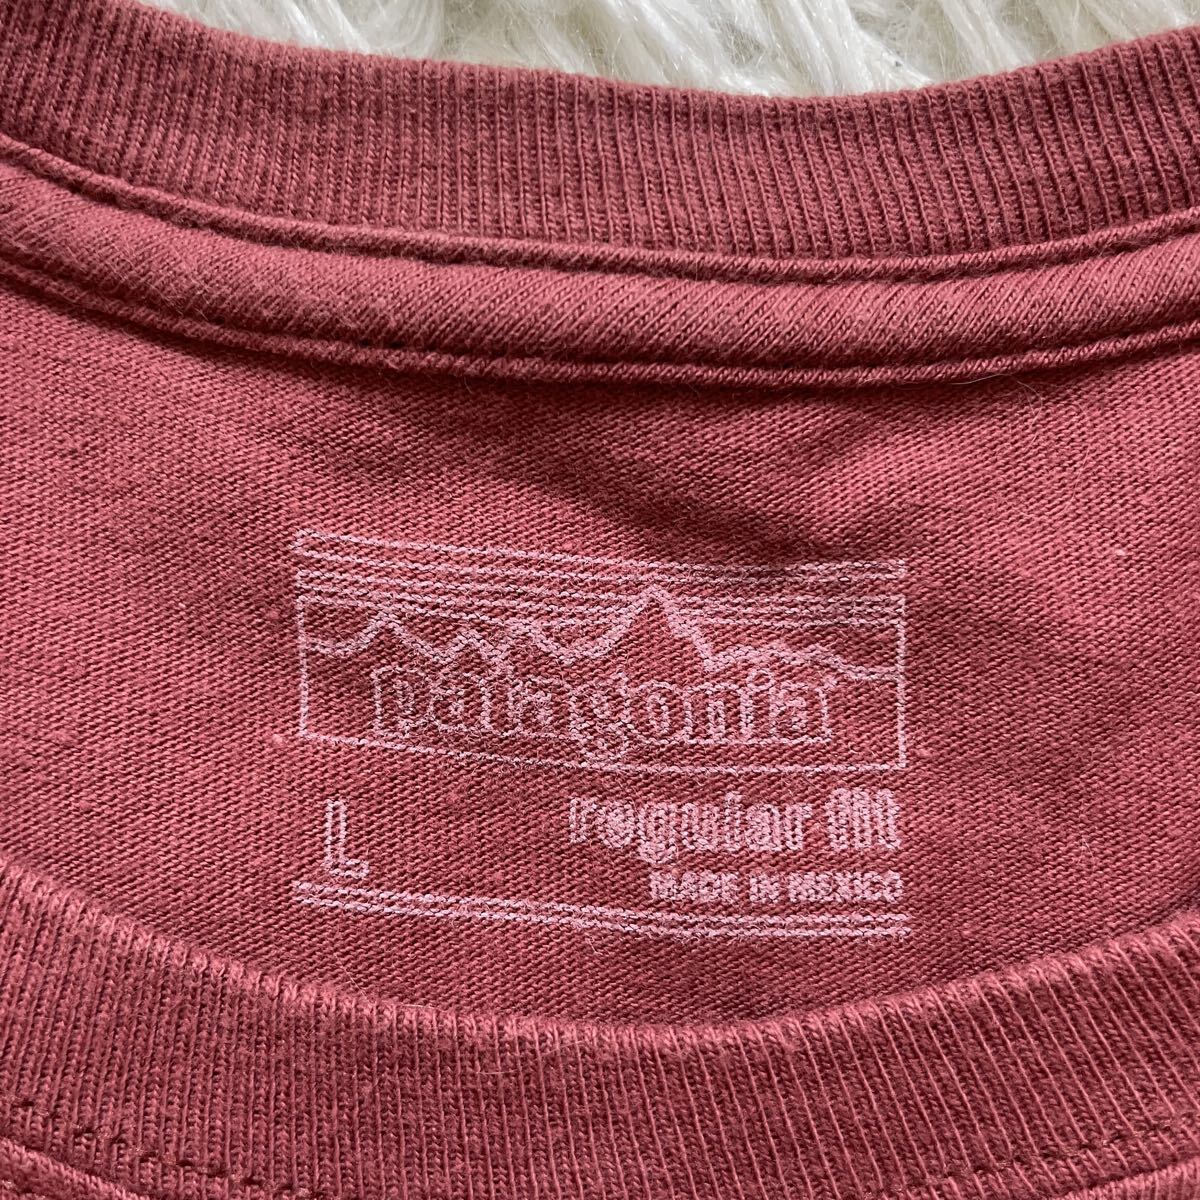 patagonia
L
regular fit
MADE IN MEXICO